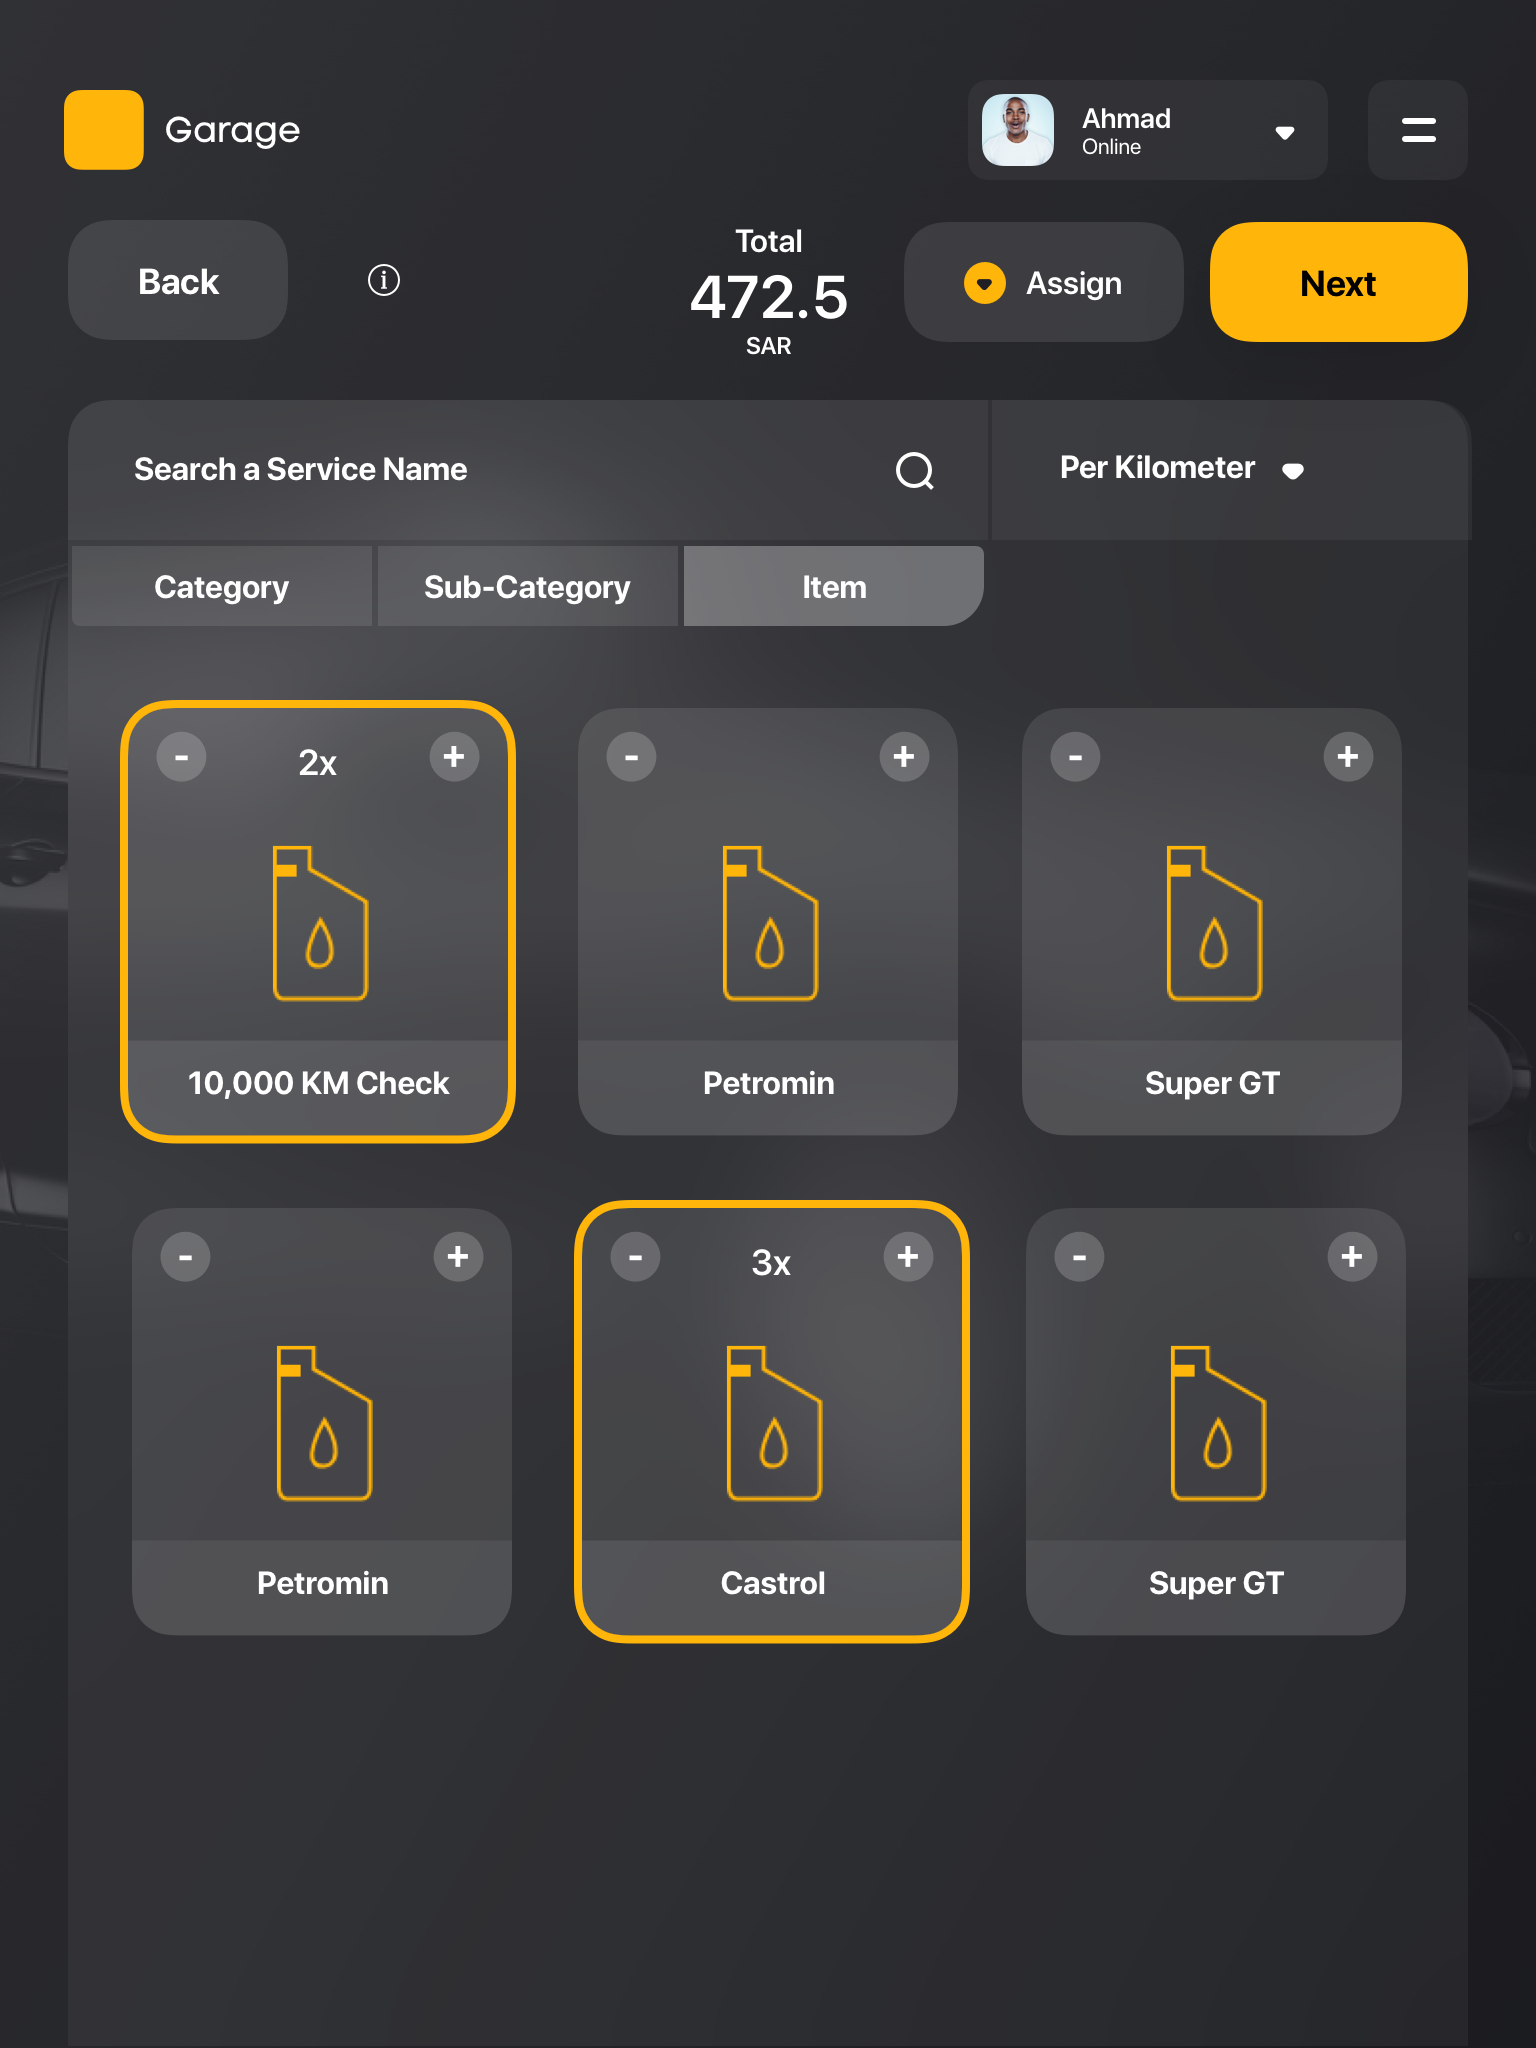 Garage
Ahmad
Online
Back
Total
472.5
SAR
Assign
Next
Search a Service Name
Per Kilometer
Category
Sub-Category
Item
- 2x +
- +
- +
10,000 KM Check
Petromin
Super GT
- +
- 3x +
- +
Petromin
Castrol
Super GT